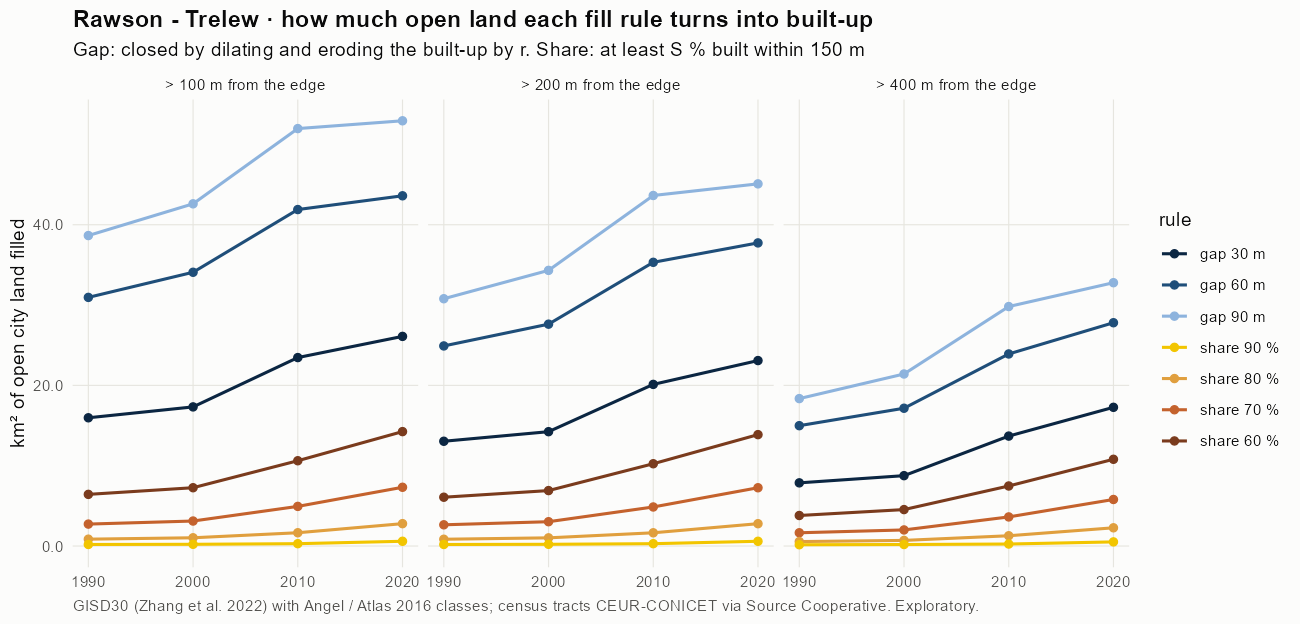 Rawson - Trelew · how much open land each fill rule turns into built-up
Gap: closed by dilating and eroding the built-up by r. Share: at least S % built within 150 m
> 100 m from the edge
> 200 m from the edge
> 400 m from the edge
km² of open city land filled
40.0
20.0
0.0
1990 2000 2010 2020
1990 2000 2010 2020
1990 2000 2010 2020
rule
gap 30 m
gap 60 m
gap 90 m
share 90 %
share 80 %
share 70 %
share 60 %
GISD30 (Zhang et al. 2022) with Angel / Atlas 2016 classes; census tracts CEUR-CONICET via Source Cooperative. Exploratory.